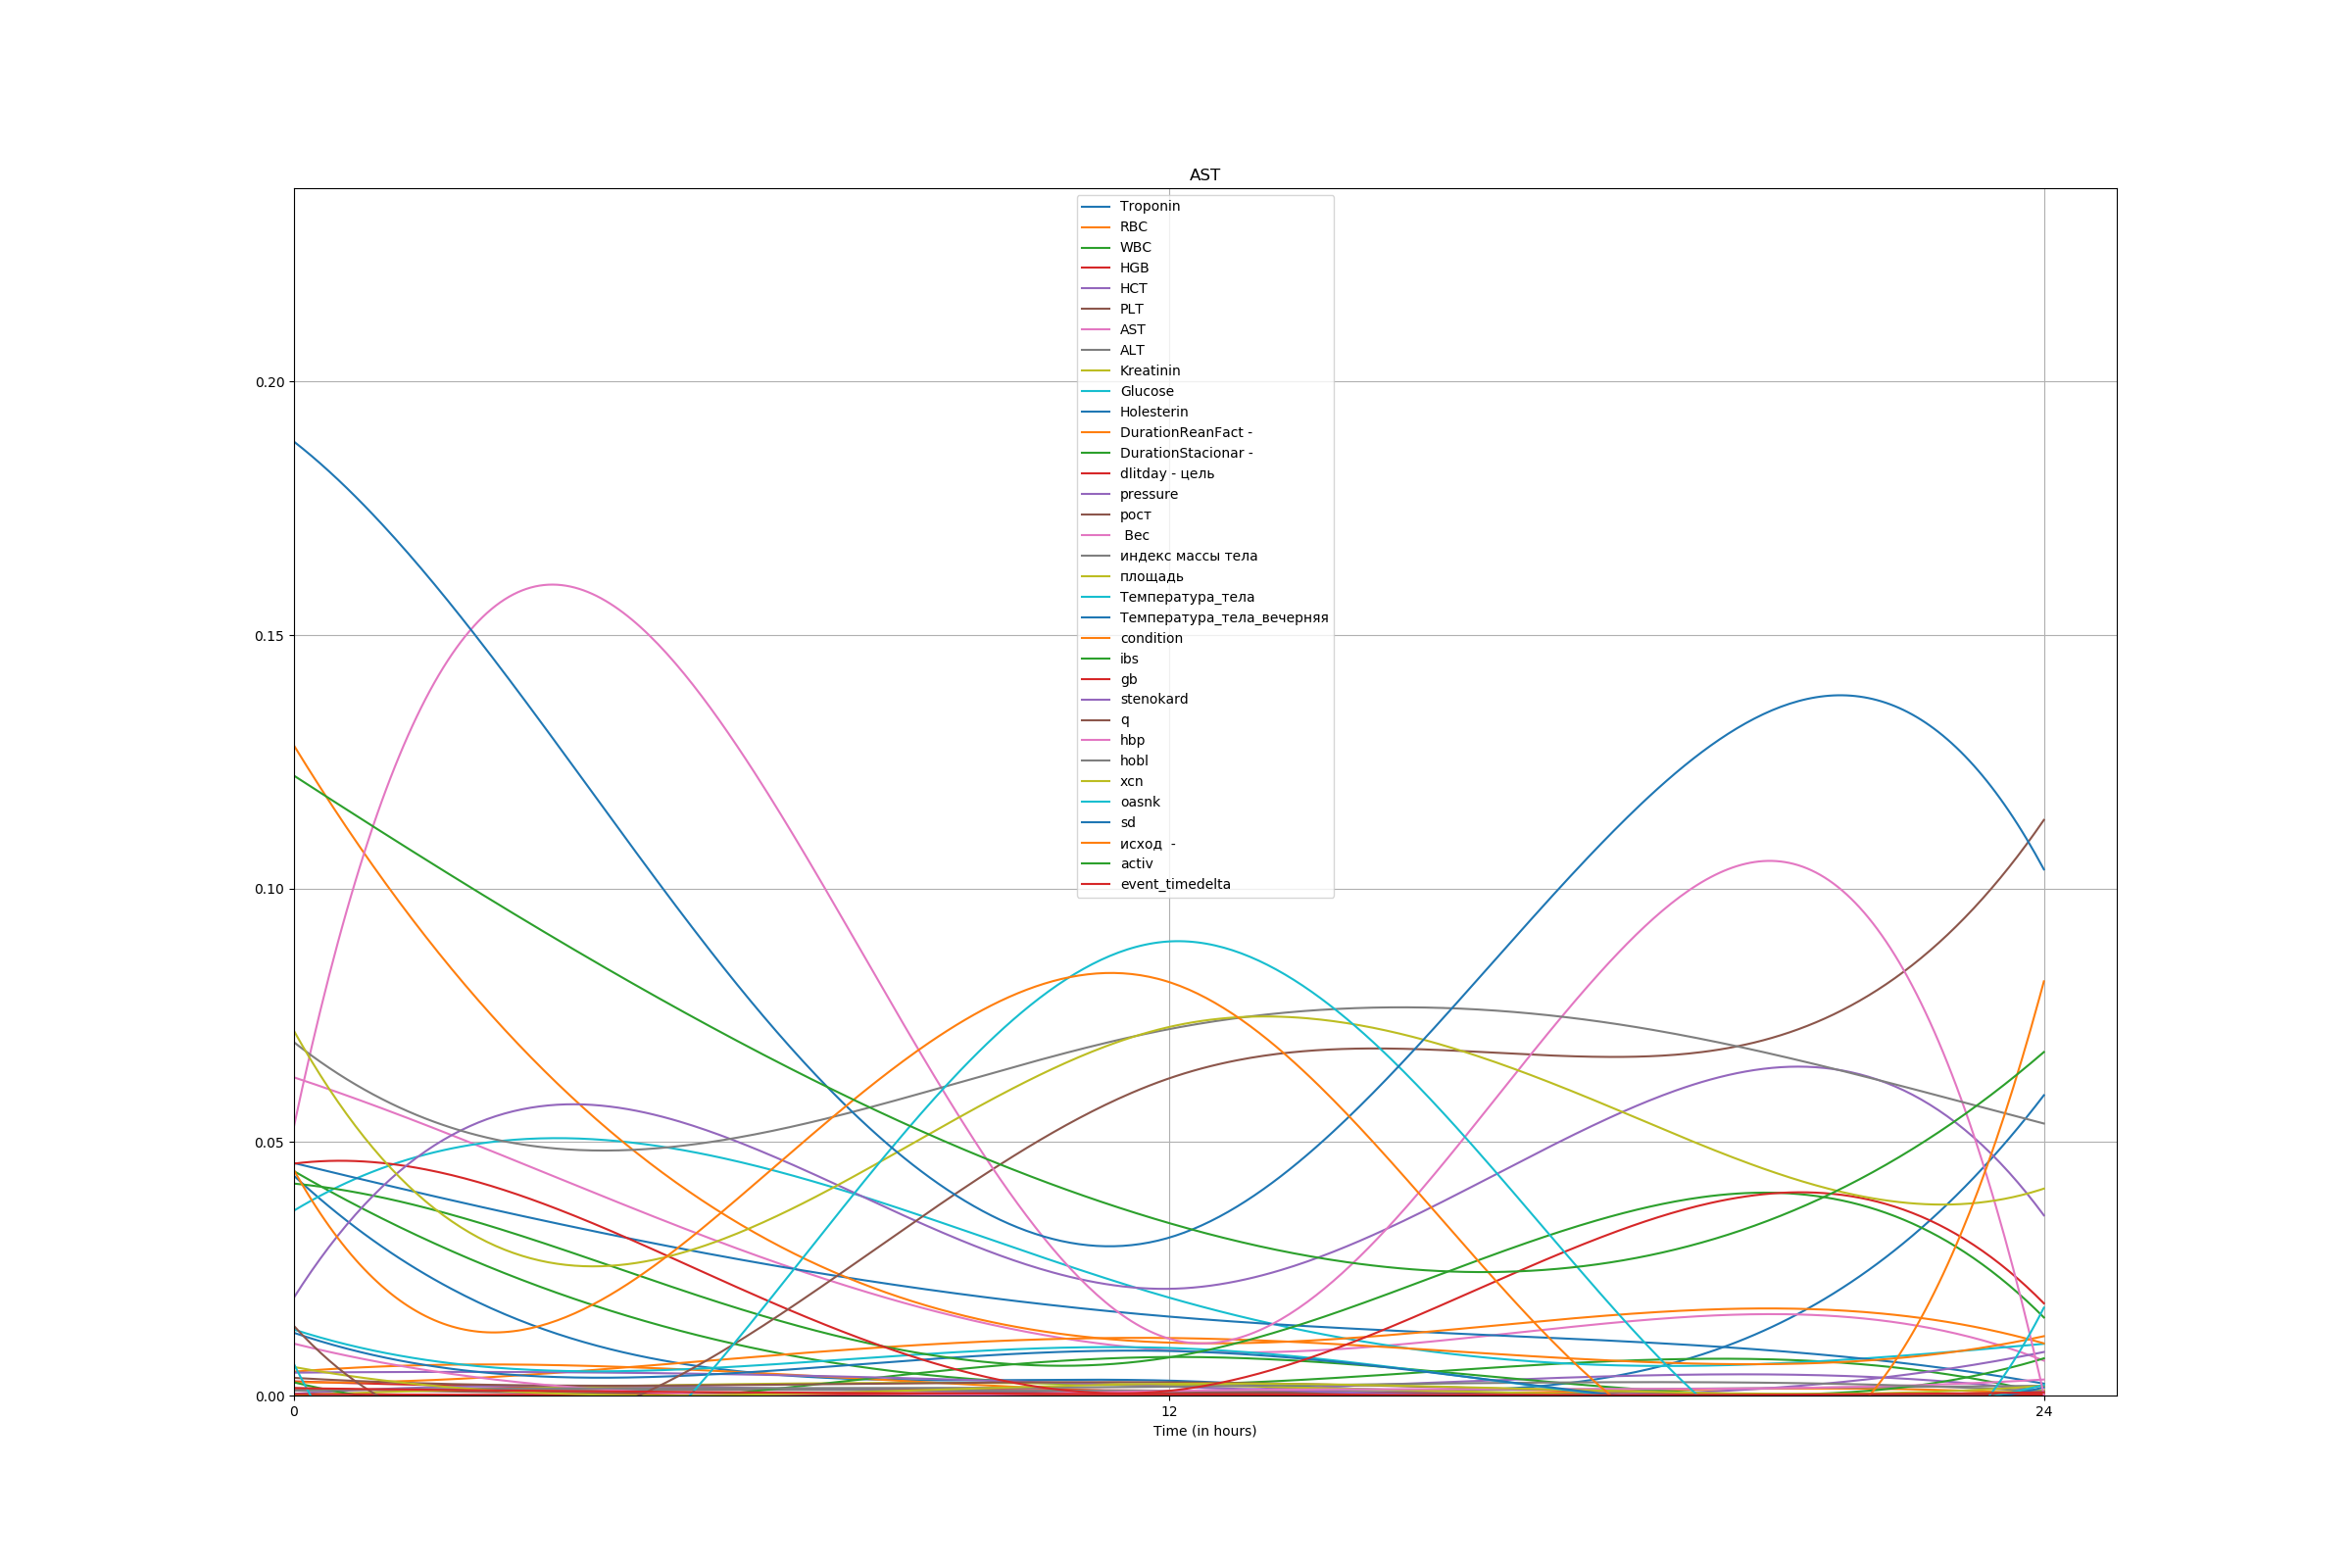 AST
Troponin
RBC
WBC
HGB
HCT
PLT
AST
ALT
Kreatinin
Glucose
Holesterin
DurationReanFact -
DurationStacionar -
dlitday - цель
pressure
рост
Вес
индекс массы тела
площадь
Температура_тела
Температура_тела_вечерняя
condition
ibs
gb
stenokard
q
hbp
hobl
xcn
oasnk
sd
исход -
activ
event_timedelta
0.20
0.15
0.10
0.05
0.00
0 12 24
Time (in hours)